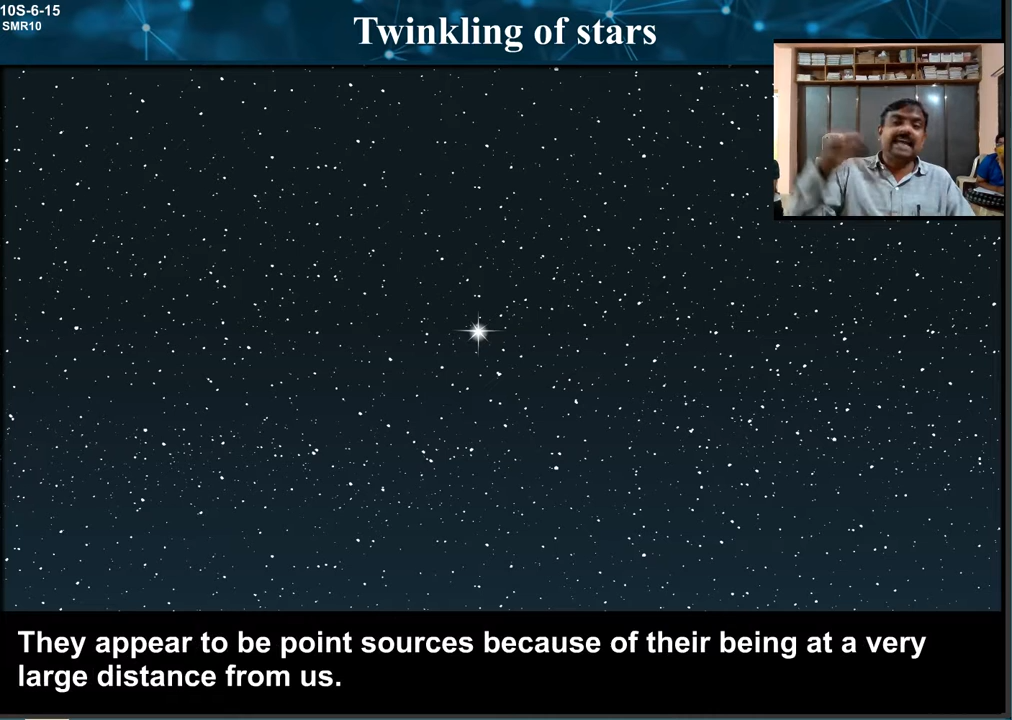 10S-6-15
SMR10
Twinkling of stars
They appear to be point sources because of their being at a very
large distance from us.